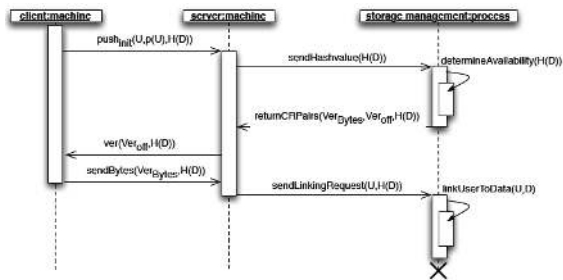 client:machine
server:machine
storage management:process
push_init(U,p(U),H(D))
sendHashvalue(H(D))
determineAvailability(H(D))
returnCRPairs(Ver_Bytes,Ver_off,H(D))
ver(Ver_off,H(D))
sendBytes(Ver_Bytes,H(D))
sendLinkingRequest(U,H(D))
linkUserToData(U,D)